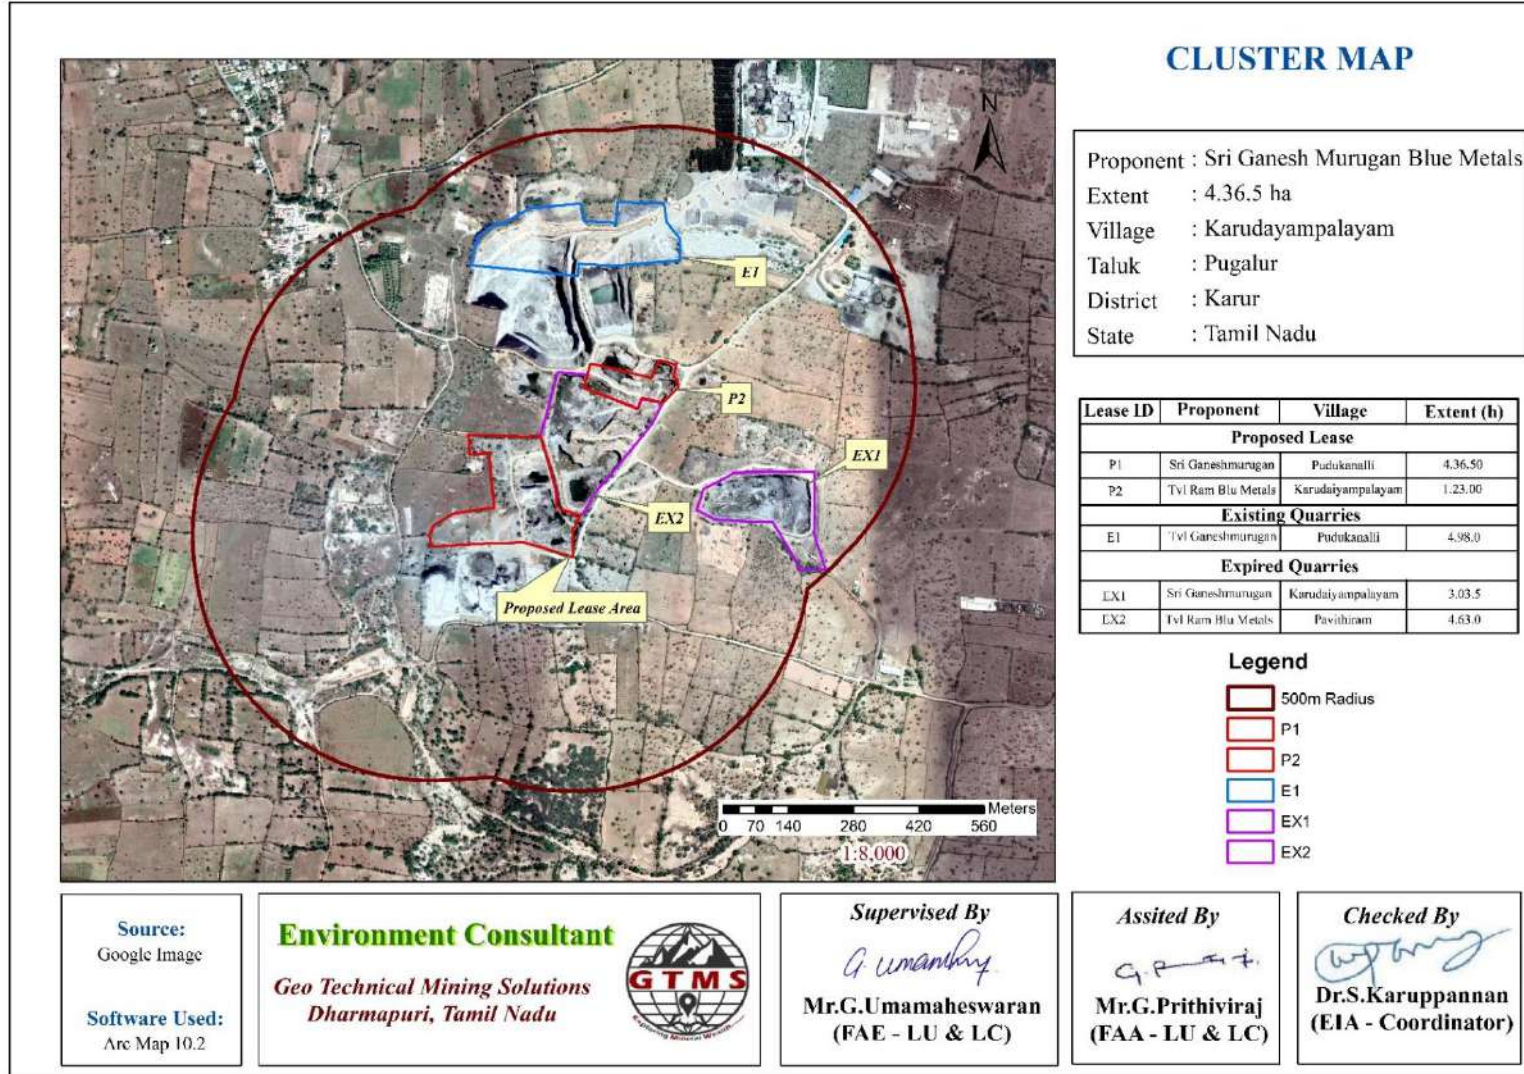 CLUSTER MAP
N
Proponent : Sri Ganesh Murugan Blue Metals
Extent : 4.36.5 ha
Village : Karudayampalayam
Taluk : Pugalur
District : Karur
State : Tamil Nadu
E1
P2
EX1
EX2
Proposed Lease Area
Lease ID Proponent Village Extent (h)
Proposed Lease
P1 Sri Ganeshmurugan Pudukanalli 4.36.50
P2 Tvl Ram Blu Metals Karudaiyampalayam 1.23.00
Existing Quarries
E1 Tvl Ganeshmurugan Pudukanalli 4.98.0
Expired Quarries
EX1 Sri Ganeshmurugan Karudaiyampalayam 3.03.5
EX2 Tvl Ram Blu Metals Pavithiram 4.63.0
Legend
500m Radius
P1
P2
E1
EX1
EX2
Meters
0 70 140 280 420 560
1:8,000
Source:
Google Image
Software Used:
Arc Map 10.2
Environment Consultant
Geo Technical Mining Solutions
Dharmapuri, Tamil Nadu
GTMS
Exploring Mineral Wealth
Supervised By
Mr.G.Umamaheswaran
(FAE - LU & LC)
Assited By
Mr.G.Prithiviraj
(FAA - LU & LC)
Checked By
Dr.S.Karuppannan
(EIA - Coordinator)